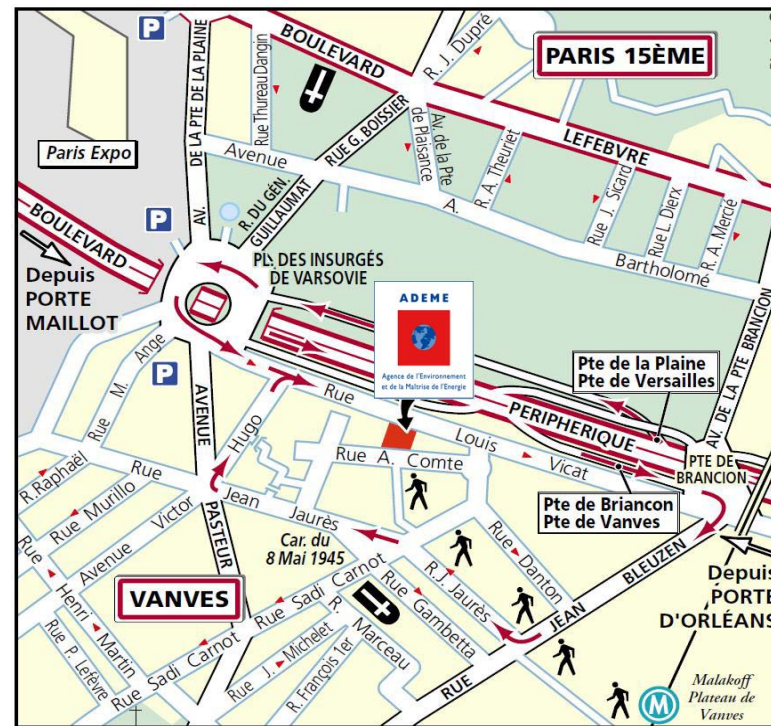 P
BOULEVARD
R. J. Dupré
PARIS 15ÈME
AV. DE LA PTE DE LA PLAINE
Rue Thureau Dangin
Paris Expo
RUE G. BOISSIER
Av. de la Pte
de Plaisance
R. A. Theuriet
LEFEBVRE
Avenue
A.
Bartholomé
Rue J. Sicard
Rue L. Dierx
R. A. Mercié
P
BOULEVARD
R. DU GÉN.
GUILLAUMAT
Depuis
PORTE
MAILLOT
PL. DES INSURGÉS
DE VARSOVIE
ADEME
Agence de l'Environnement
et de la Maîtrise de l'Energie
AV. DE LA PTE BRANCION
Pte de la Plaine
Pte de Versailles
PERIPHERIQUE
P
Rue M. Ange
AVENUE
PASTEUR
Hugo
Rue
Louis
Vicat
PTE DE
BRANCION
Rue A. Comte
Pte de Briancon
Pte de Vanves
R.Raphaël
Rue Murillo
Rue
Jean
Jaurès
Avenue
Victor
Car. du
8 Mai 1945
Rue Danton
R.J.Jaurès
RUE
JEAN
BLEUZEN
Depuis
PORTE
D'ORLÉANS
VANVES
Rue Henri Martin
Rue Sadi Carnot
Rue Gambetta
R. Marceau
Rue P. Lefèvre
Rue Sadi Carnot
Rue J. Michelet
R. François 1er
M
Malakoff
Plateau de
Vanves